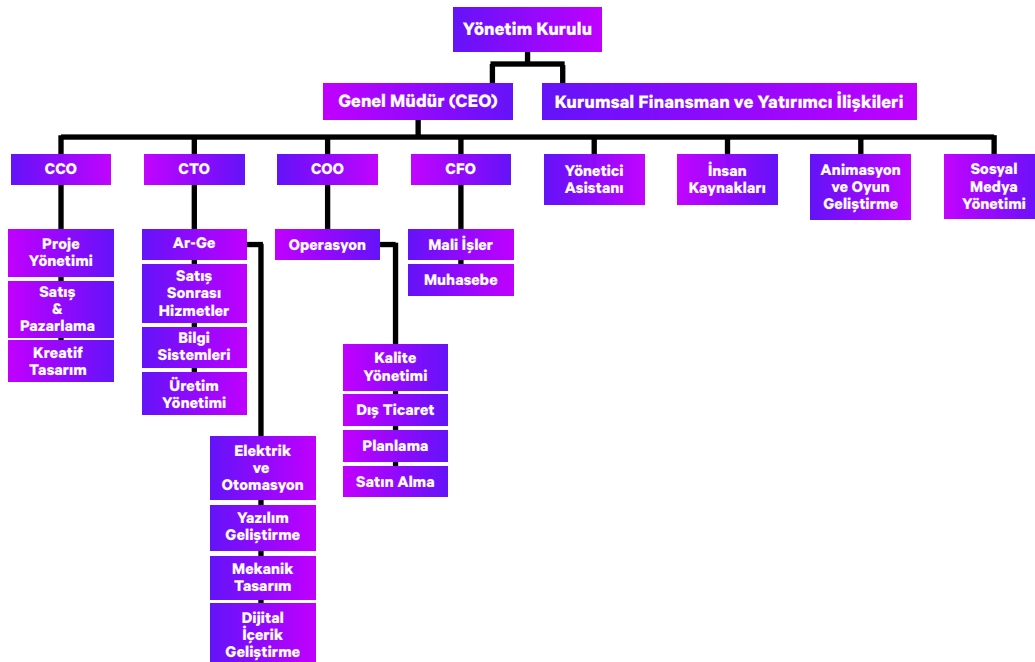 Yönetim Kurulu
Genel Müdür (CEO)
Kurumsal Finansman ve Yatırımcı İlişkileri
CCO
CTO
COO
CFO
Yönetici
Asistanı
İnsan
Kaynakları
Animasyon
ve Oyun
Geliştirme
Sosyal
Medya
Yönetimi
Proje
Yönetimi
Satış
&
Pazarlama
Kreatif
Tasarım
Ar-Ge
Satış
Sonrası
Hizmetler
Bilgi
Sistemleri
Üretim
Yönetimi
Elektrik
ve
Otomasyon
Yazılım
Geliştirme
Mekanik
Tasarım
Dijital
İçerik
Geliştirme
Operasyon
Kalite
Yönetimi
Dış Ticaret
Planlama
Satın Alma
Mali İşler
Muhasebe